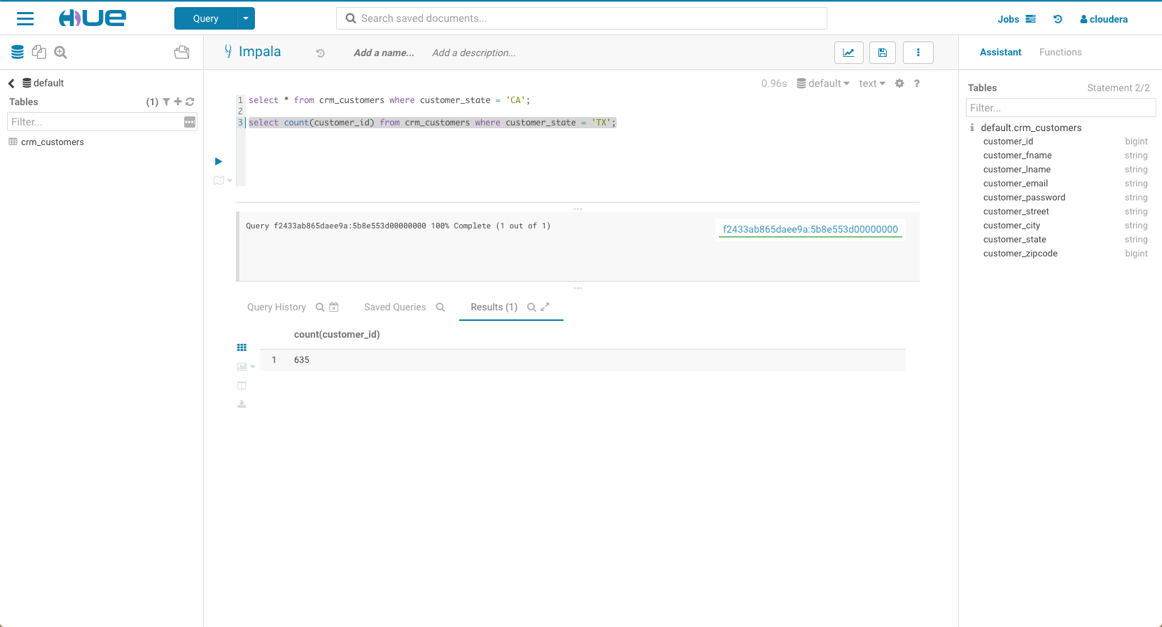 HUE
Query
Search saved documents...
Jobs
cloudera
Impala
Add a name...
Add a description...
Assistant
Functions
default
Tables
(1)
Filter...
crm_customers
0.96s
default
text
?
1 select * from crm_customers where customer_state = 'CA';
2
3 select count(customer_id) from crm_customers where customer_state = 'TX';
Query f2433ab865daee9a:5b8e553d00000000 100% Complete (1 out of 1)
f2433ab865daee9a:5b8e553d00000000
Query History
Saved Queries
Results (1)
count(customer_id)
1 635
Tables
Statement 2/2
Filter...
default.crm_customers
customer_id bigint
customer_fname string
customer_lname string
customer_email string
customer_password string
customer_street string
customer_city string
customer_state string
customer_zipcode bigint